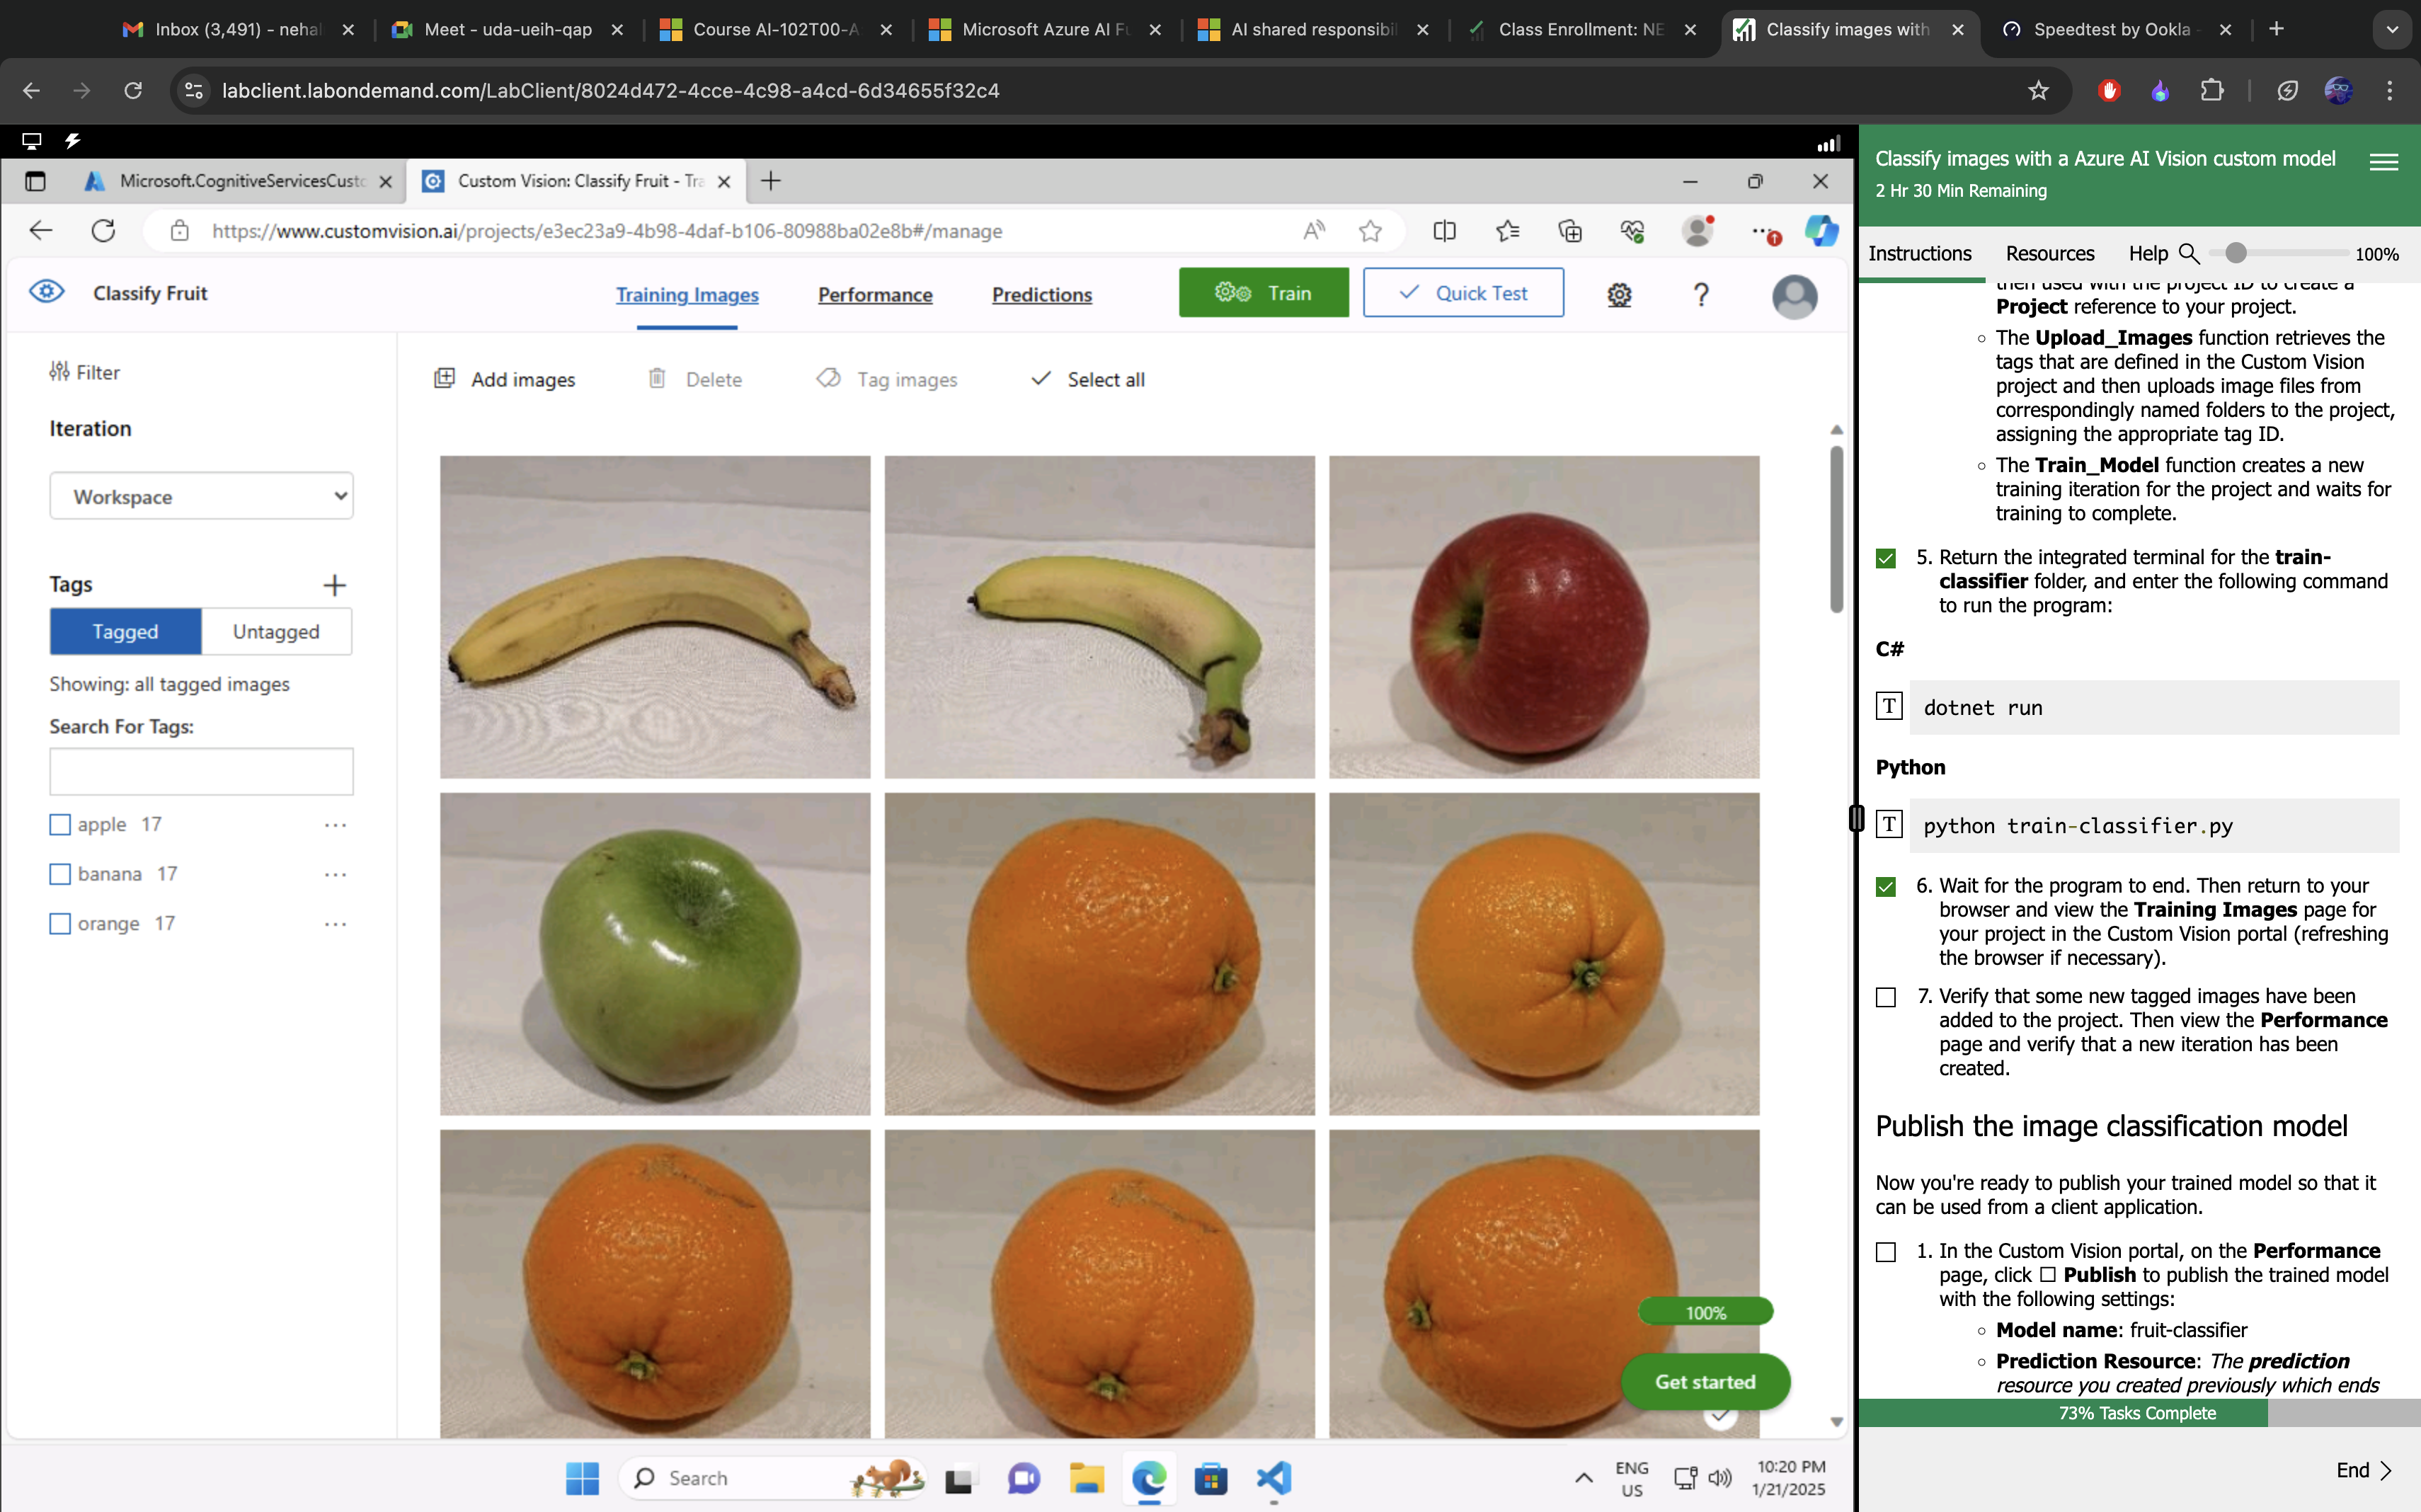 Inbox (3,491) - nehal
Meet - uda-ueih-qap
Course AI-102T00-A
Microsoft Azure AI Fu
AI shared responsibil
Class Enrollment: NE
Classify images with
Speedtest by Ookla
labclient.labondemand.com/LabClient/8024d472-4cce-4c98-a4cd-6d34655f32c4
Microsoft.CognitiveServicesCusto
Custom Vision: Classify Fruit - Tra
https://www.customvision.ai/projects/e3ec23a9-4b98-4daf-b106-80988ba02e8b#/manage
Classify Fruit
Training Images
Performance
Predictions
Train
Quick Test
?
Filter
Add images
Delete
Tag images
Select all
Iteration
Workspace
Tags
Tagged
Untagged
Showing: all tagged images
Search For Tags:
apple 17
banana 17
orange 17
100%
Get started
Search
ENG
US
10:20 PM
1/21/2025
Classify images with a Azure AI Vision custom model
2 Hr 30 Min Remaining
Instructions
Resources
Help
100%
then used with the project ID to create a
Project reference to your project.
The Upload_Images function retrieves the
tags that are defined in the Custom Vision
project and then uploads image files from
correspondingly named folders to the project,
assigning the appropriate tag ID.
The Train_Model function creates a new
training iteration for the project and waits for
training to complete.
5. Return the integrated terminal for the train-
classifier folder, and enter the following command
to run the program:
C#
T
dotnet run
Python
T
python train-classifier.py
6. Wait for the program to end. Then return to your
browser and view the Training Images page for
your project in the Custom Vision portal (refreshing
the browser if necessary).
7. Verify that some new tagged images have been
added to the project. Then view the Performance
page and verify that a new iteration has been
created.
Publish the image classification model
Now you're ready to publish your trained model so that it
can be used from a client application.
1. In the Custom Vision portal, on the Performance
page, click ☐ Publish to publish the trained model
with the following settings:
Model name: fruit-classifier
Prediction Resource: The prediction
resource you created previously which ends
73% Tasks Complete
End